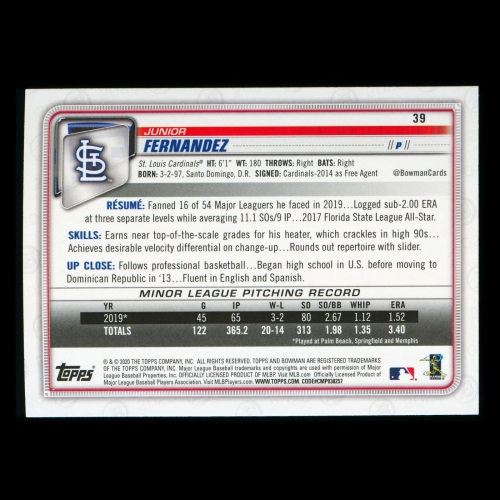 39
JUNIOR
FERNANDEZ
// P //
St. Louis Cardinals® HT: 6'1" WT: 180 THROWS: Right BATS: Right
BORN: 3-2-97, Santo Domingo, D.R. SIGNED: Cardinals-2014 as Free Agent
@BowmanCards
RÉSUMÉ: Fanned 16 of 54 Major Leaguers he faced in 2019...Logged sub-2.00 ERA
at three separate levels while averaging 11.1 SOs/9 IP...2017 Florida State League All-Star.
SKILLS: Earns near top-of-the-scale grades for his heater, which crackles in high 90s...
Achieves desirable velocity differential on change-up...Rounds out repertoire with slider.
UP CLOSE: Follows professional basketball...Began high school in U.S. before moving to
Dominican Republic in '13...Fluent in English and Spanish.
MINOR LEAGUE PITCHING RECORD
YR G IP W-L SO SO/BB WHIP ERA
2019* 45 65 3-2 80 2.67 1.12 1.52
TOTALS 122 365.2 20-14 313 1.98 1.35 3.40
*Played at Palm Beach, Springfield and Memphis
Topps
® & © 2020 THE TOPPS COMPANY, INC. ALL RIGHTS RESERVED. TOPPS AND BOWMAN ARE REGISTERED TRADEMARKS
OF THE TOPPS COMPANY, INC. Major League Baseball trademarks and copyrights are used with permission of Major
League Baseball Properties, Inc. OFFICIALLY LICENSED PRODUCT OF MLBP. Visit MLB.com. Officially Licensed Product of
Major League Baseball Players Association. Visit MLBPlayers.com. WWW.TOPPS.COM. CODE#CMP038257